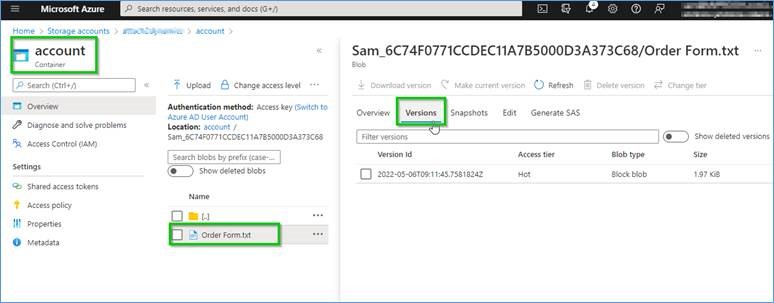 Microsoft Azure
Search resources, services, and docs (G+/)
4
Home > Storage accounts > attach2dynamics > account >
account
Container
Search (Ctrl+/)
Overview
Diagnose and solve problems
Access Control (IAM)
Settings
Shared access tokens
Access policy
Properties
Metadata
Upload
Change access level
Authentication method: Access key (Switch to
Azure AD User Account)
Location: account /
Sam_6C74F0771CCDEC11A7B5000D3A373C68
Search blobs by prefix (case-...
Show deleted blobs
Name
[..]
Order Form.txt
Sam_6C74F0771CCDEC11A7B5000D3A373C68/Order Form.txt
Blob
Download version
Make current version
Refresh
Delete version
Change tier
Overview
Versions
Snapshots
Edit
Generate SAS
Filter versions
Show deleted versions
Version Id
Access tier
Blob type
Size
2022-05-06T09:11:45.7581824Z
Hot
Block blob
1.97 KiB